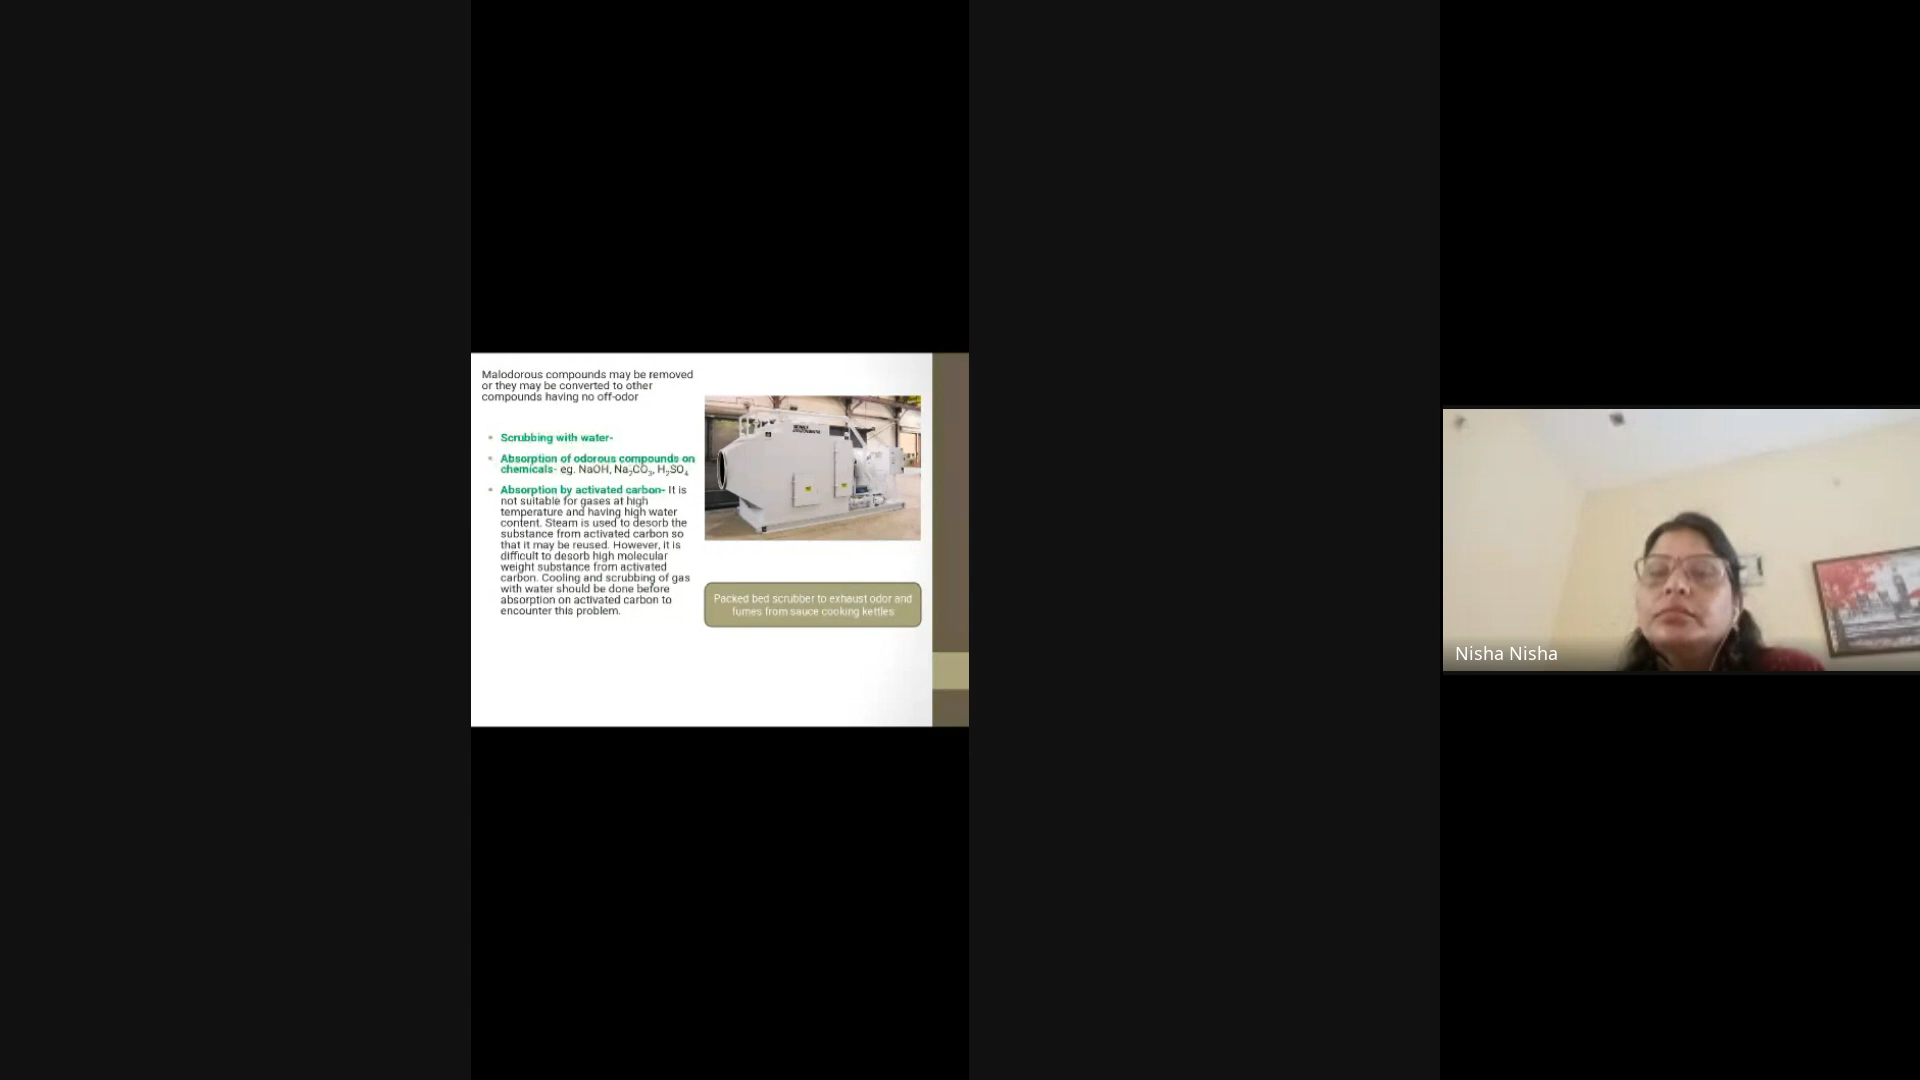 Malodorous compounds may be removed
or they may be converted to other
compounds having no off-odor
• Scrubbing with water-
• Absorption of odorous compounds on
chemicals- eg. NaOH, Na₂CO₃, H₂SO₄
• Absorption by activated carbon- It is
not suitable for gases at high
temperature and having high water
content. Steam is used to desorb the
substance from activated carbon so
that it may be reused. However, it is
difficult to desorb high molecular
weight substance from activated
carbon. Cooling and scrubbing of gas
with water should be done before
absorption on activated carbon to
encounter this problem.
Packed bed scrubber to exhaust odor and
fumes from sauce cooking kettles
Nisha Nisha